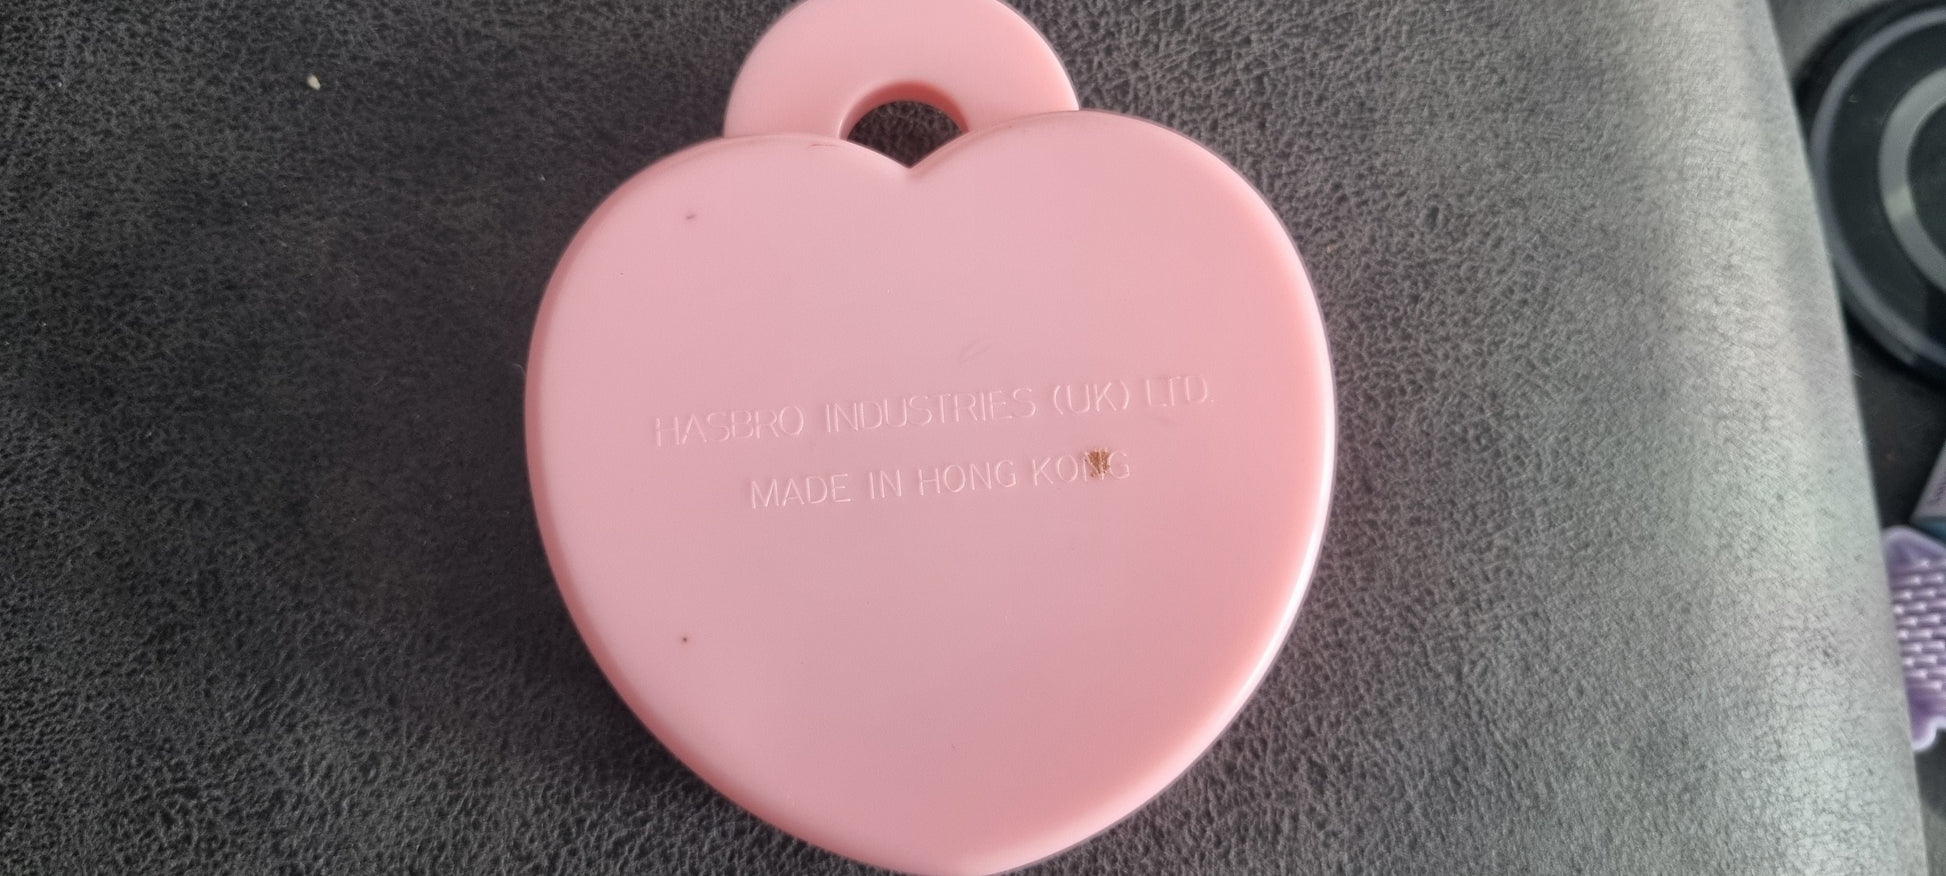 HASBRO INDUSTRIES (UK) LTD.
MADE IN HONG KONG